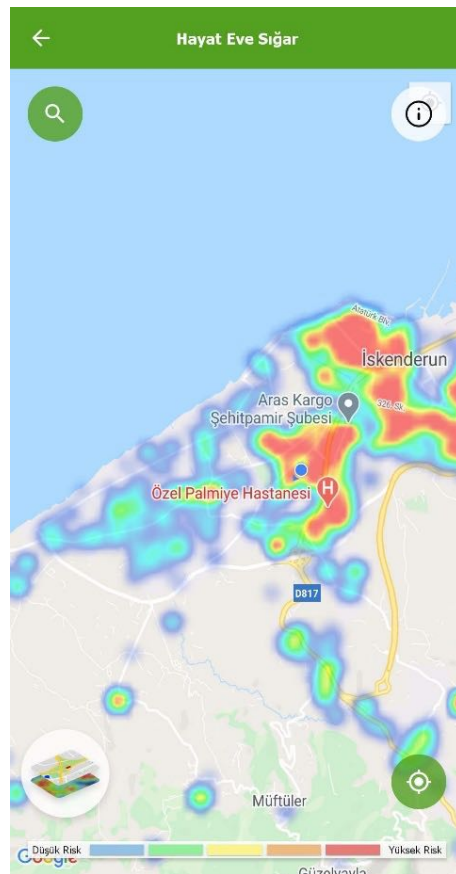 Hayat Eve Sığar
Atatürk Blv.
İskenderun
326. Sk.
Aras Kargo
Şehitpamir Şubesi
Özel Palmiye Hastanesi
H
D817
Müftüler
Düşük Risk
Yüksek Risk
Google
Güzelyayla